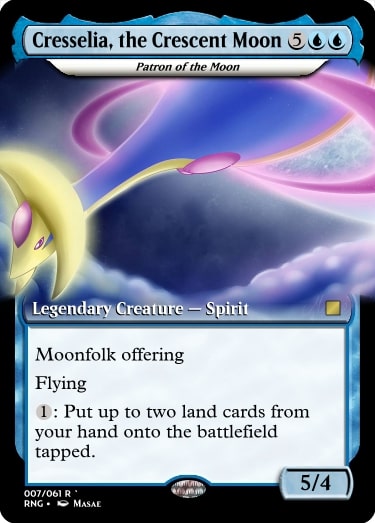 Cresselia, the Crescent Moon 5
Patron of the Moon
Legendary Creature — Spirit
Moonfolk offering
Flying
1: Put up to two land cards from
your hand onto the battlefield
tapped.
5/4
007/061 R
RNG • Masae